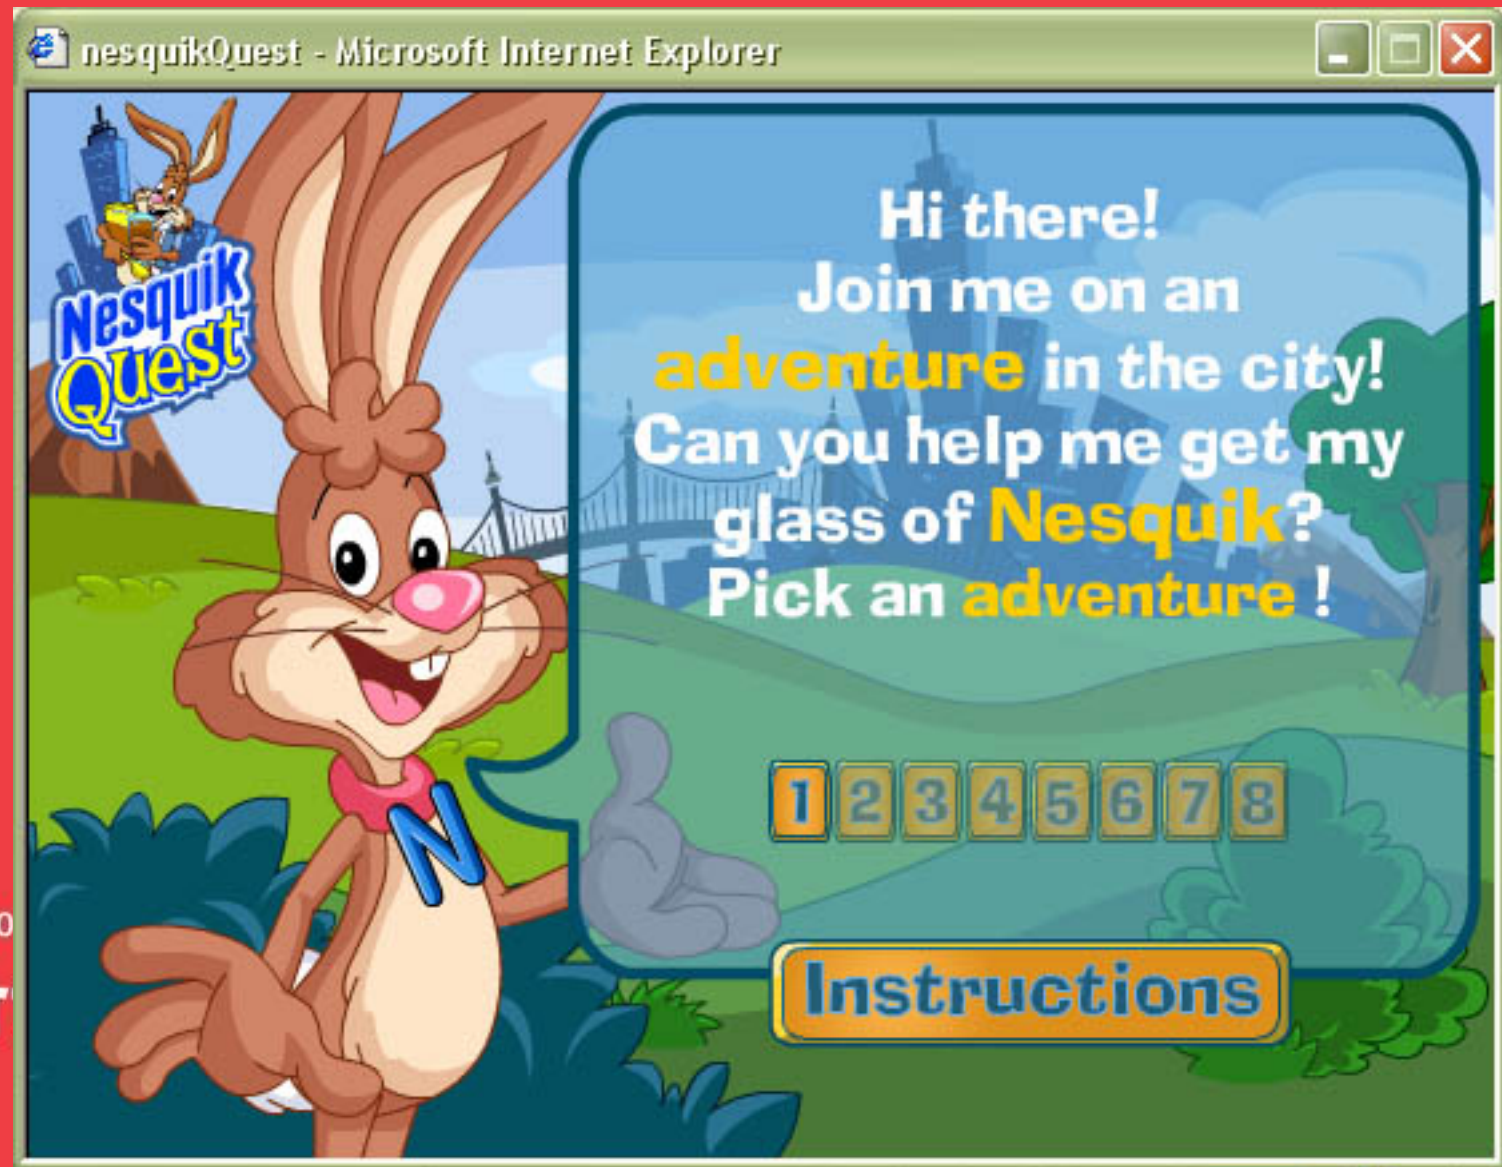 nesquikQuest - Microsoft Internet Explorer
Nesquik
Quest
Hi there!
Join me on an
adventure in the city!
Can you help me get my
glass of Nesquik?
Pick an adventure !
N
1 2 3 4 5 6 7 8
Instructions